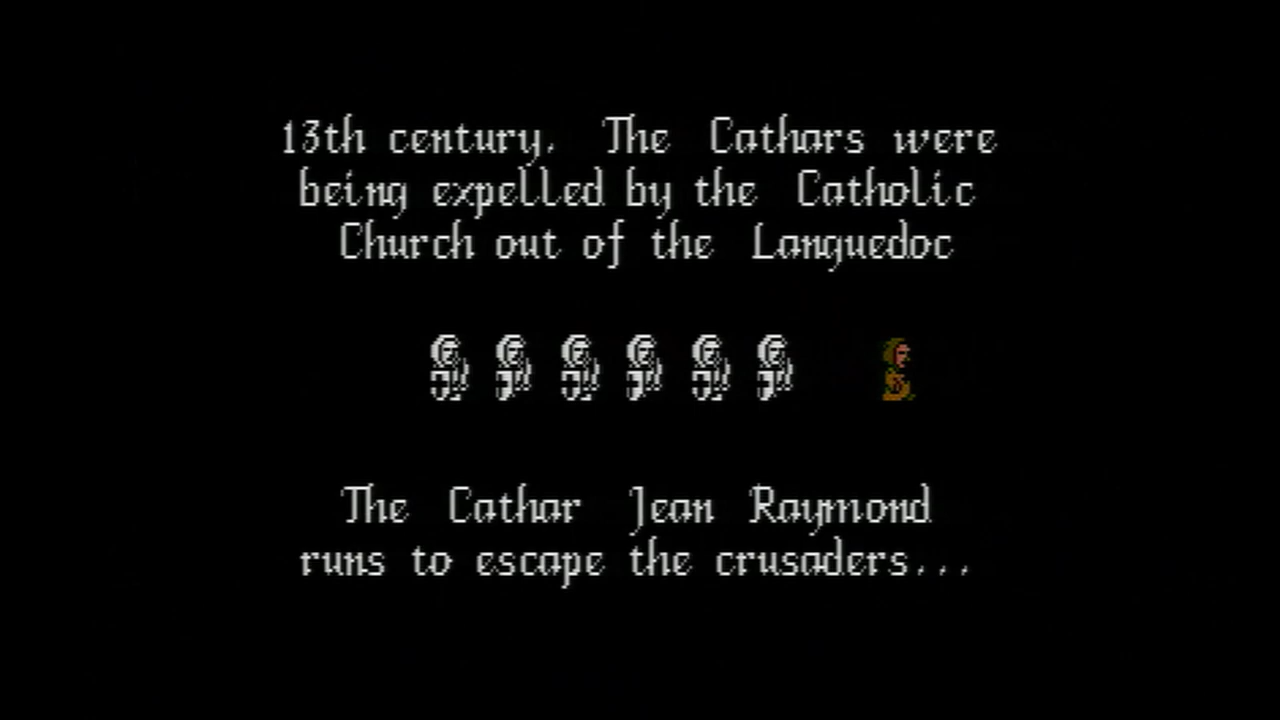 13th century. The Cathars were
being expelled by the Catholic
Church out of the Languedoc
The Cathar Jean Raymond
runs to escape the crusaders...